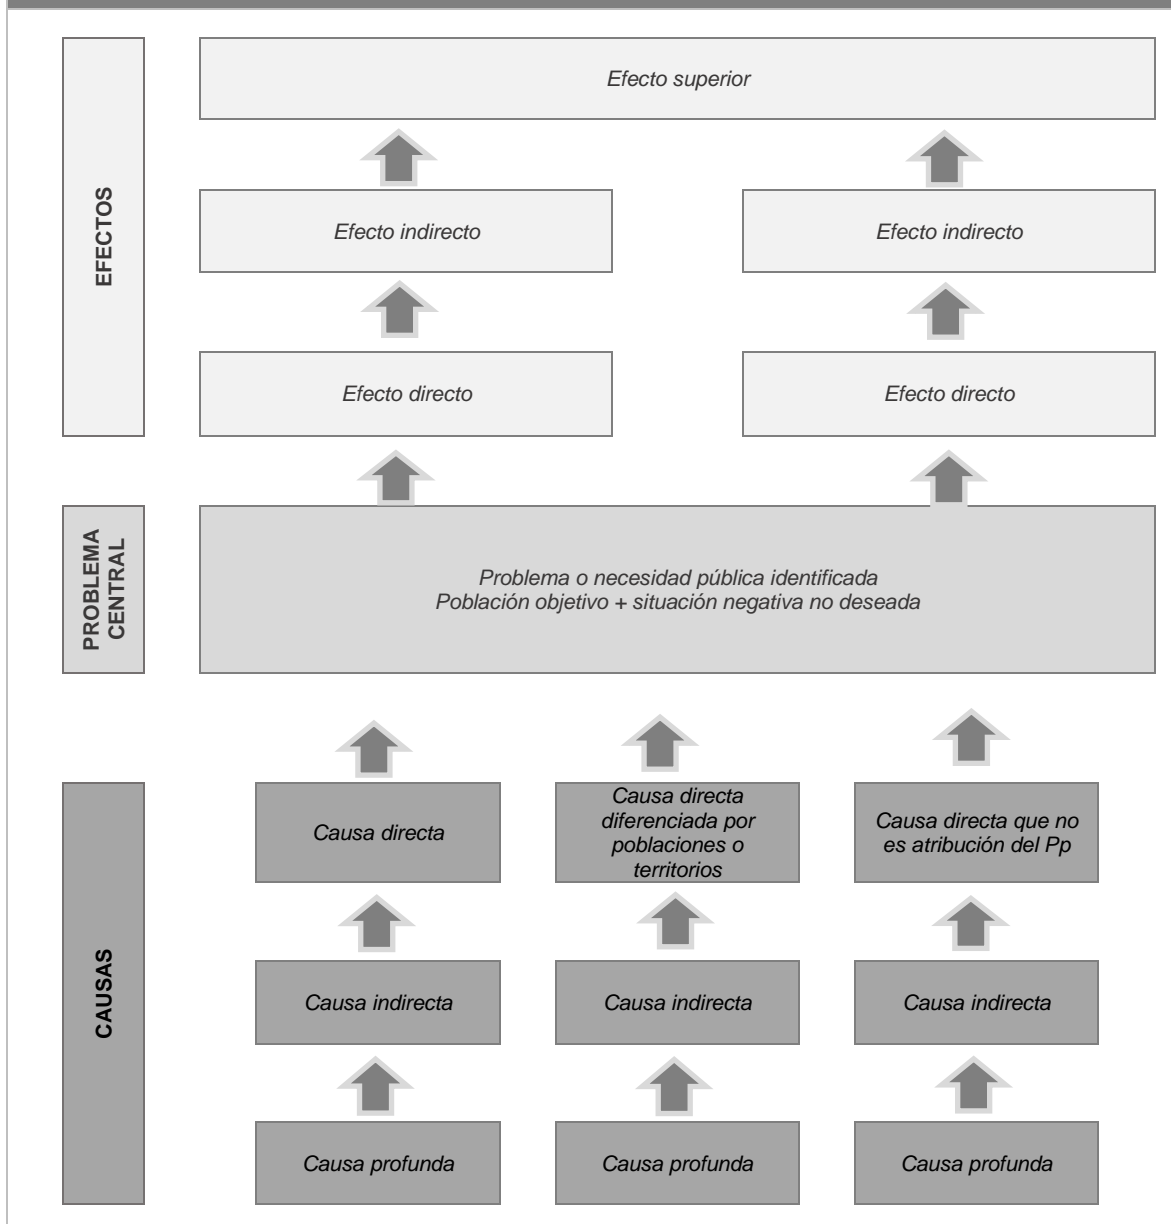 EFECTOS
Efecto superior
Efecto indirecto
Efecto indirecto
Efecto directo
Efecto directo
PROBLEMA
CENTRAL
Problema o necesidad pública identificada
Población objetivo + situación negativa no deseada
CAUSAS
Causa directa
Causa directa
diferenciada por
poblaciones o
territorios
Causa directa que no
es atribución del Pp
Causa indirecta
Causa indirecta
Causa indirecta
Causa profunda
Causa profunda
Causa profunda